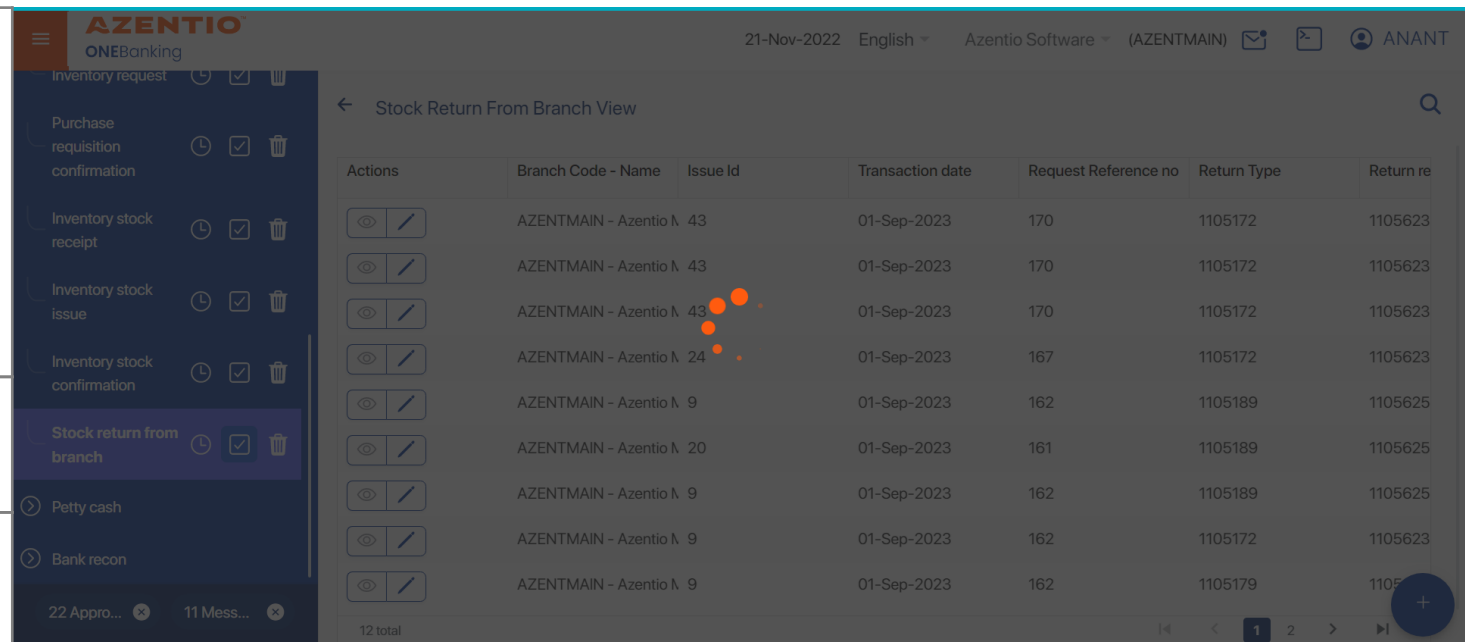 AZENTIO
ONEBanking
21-Nov-2022 English Azentio Software (AZENTMAIN) ANANT
Inventory request
Purchase
requisition
confirmation
Inventory stock
receipt
Inventory stock
issue
Inventory stock
confirmation
Stock return from
branch
Petty cash
Bank recon
22 Appro... 11 Mess...
Stock Return From Branch View
Actions Branch Code - Name Issue Id Transaction date Request Reference no Return Type Return re
AZENTMAIN - Azentio 43 01-Sep-2023 170 1105172 1105623
AZENTMAIN - Azentio 43 01-Sep-2023 170 1105172 1105623
AZENTMAIN - Azentio 43 01-Sep-2023 170 1105172 1105623
AZENTMAIN - Azentio 24 01-Sep-2023 167 1105172 1105623
AZENTMAIN - Azentio 9 01-Sep-2023 162 1105189 1105625
AZENTMAIN - Azentio 20 01-Sep-2023 161 1105189 1105625
AZENTMAIN - Azentio 9 01-Sep-2023 162 1105189 1105625
AZENTMAIN - Azentio 9 01-Sep-2023 162 1105172 1105623
AZENTMAIN - Azentio 9 01-Sep-2023 162 1105179
12 total 1 2